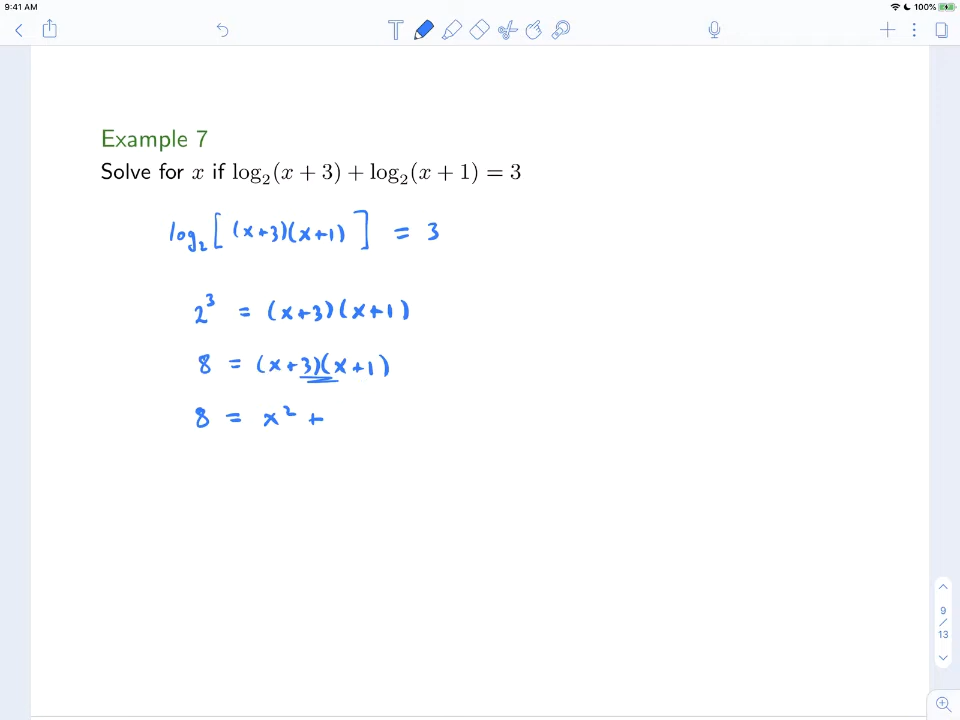 9:41 AM
100%
Example 7
Solve for x if log₂(x + 3) + log₂(x + 1) = 3
log₂[(x+3)(x+1)] = 3
2³ = (x+3)(x+1)
8 = (x+3)(x+1)
8 = x² +
9
/
13